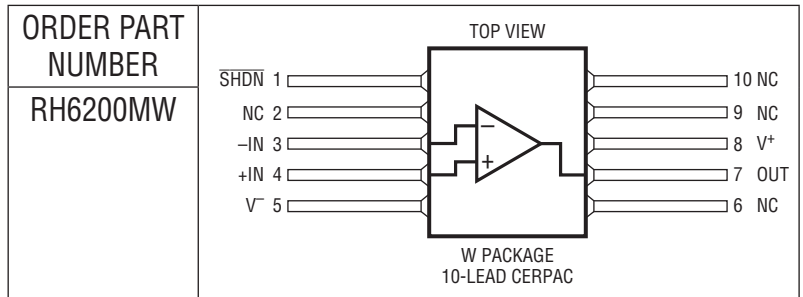 ORDER PART
NUMBER
RH6200MW
TOP VIEW
SHDN 1
NC 2
–IN 3
+IN 4
V– 5
–
+
10 NC
9 NC
8 V+
7 OUT
6 NC
W PACKAGE
10-LEAD CERPAC